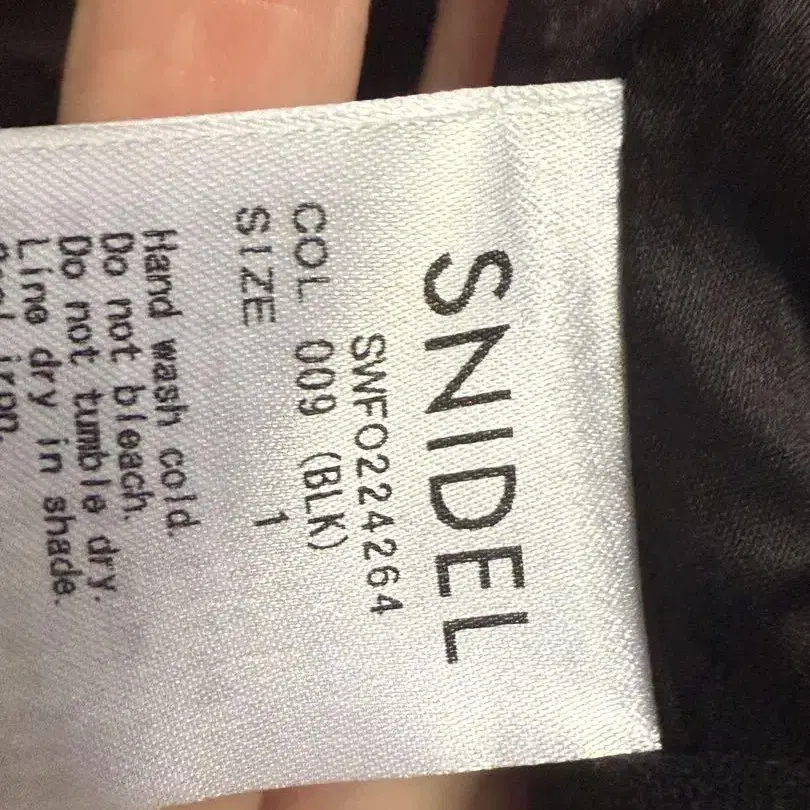 SNIDEL
SWFO224264
COL 009 (BLK)
SIZE 1
Hand wash cold.
Do not bleach.
Do not tumble dry.
Line dry in shade.
iron.